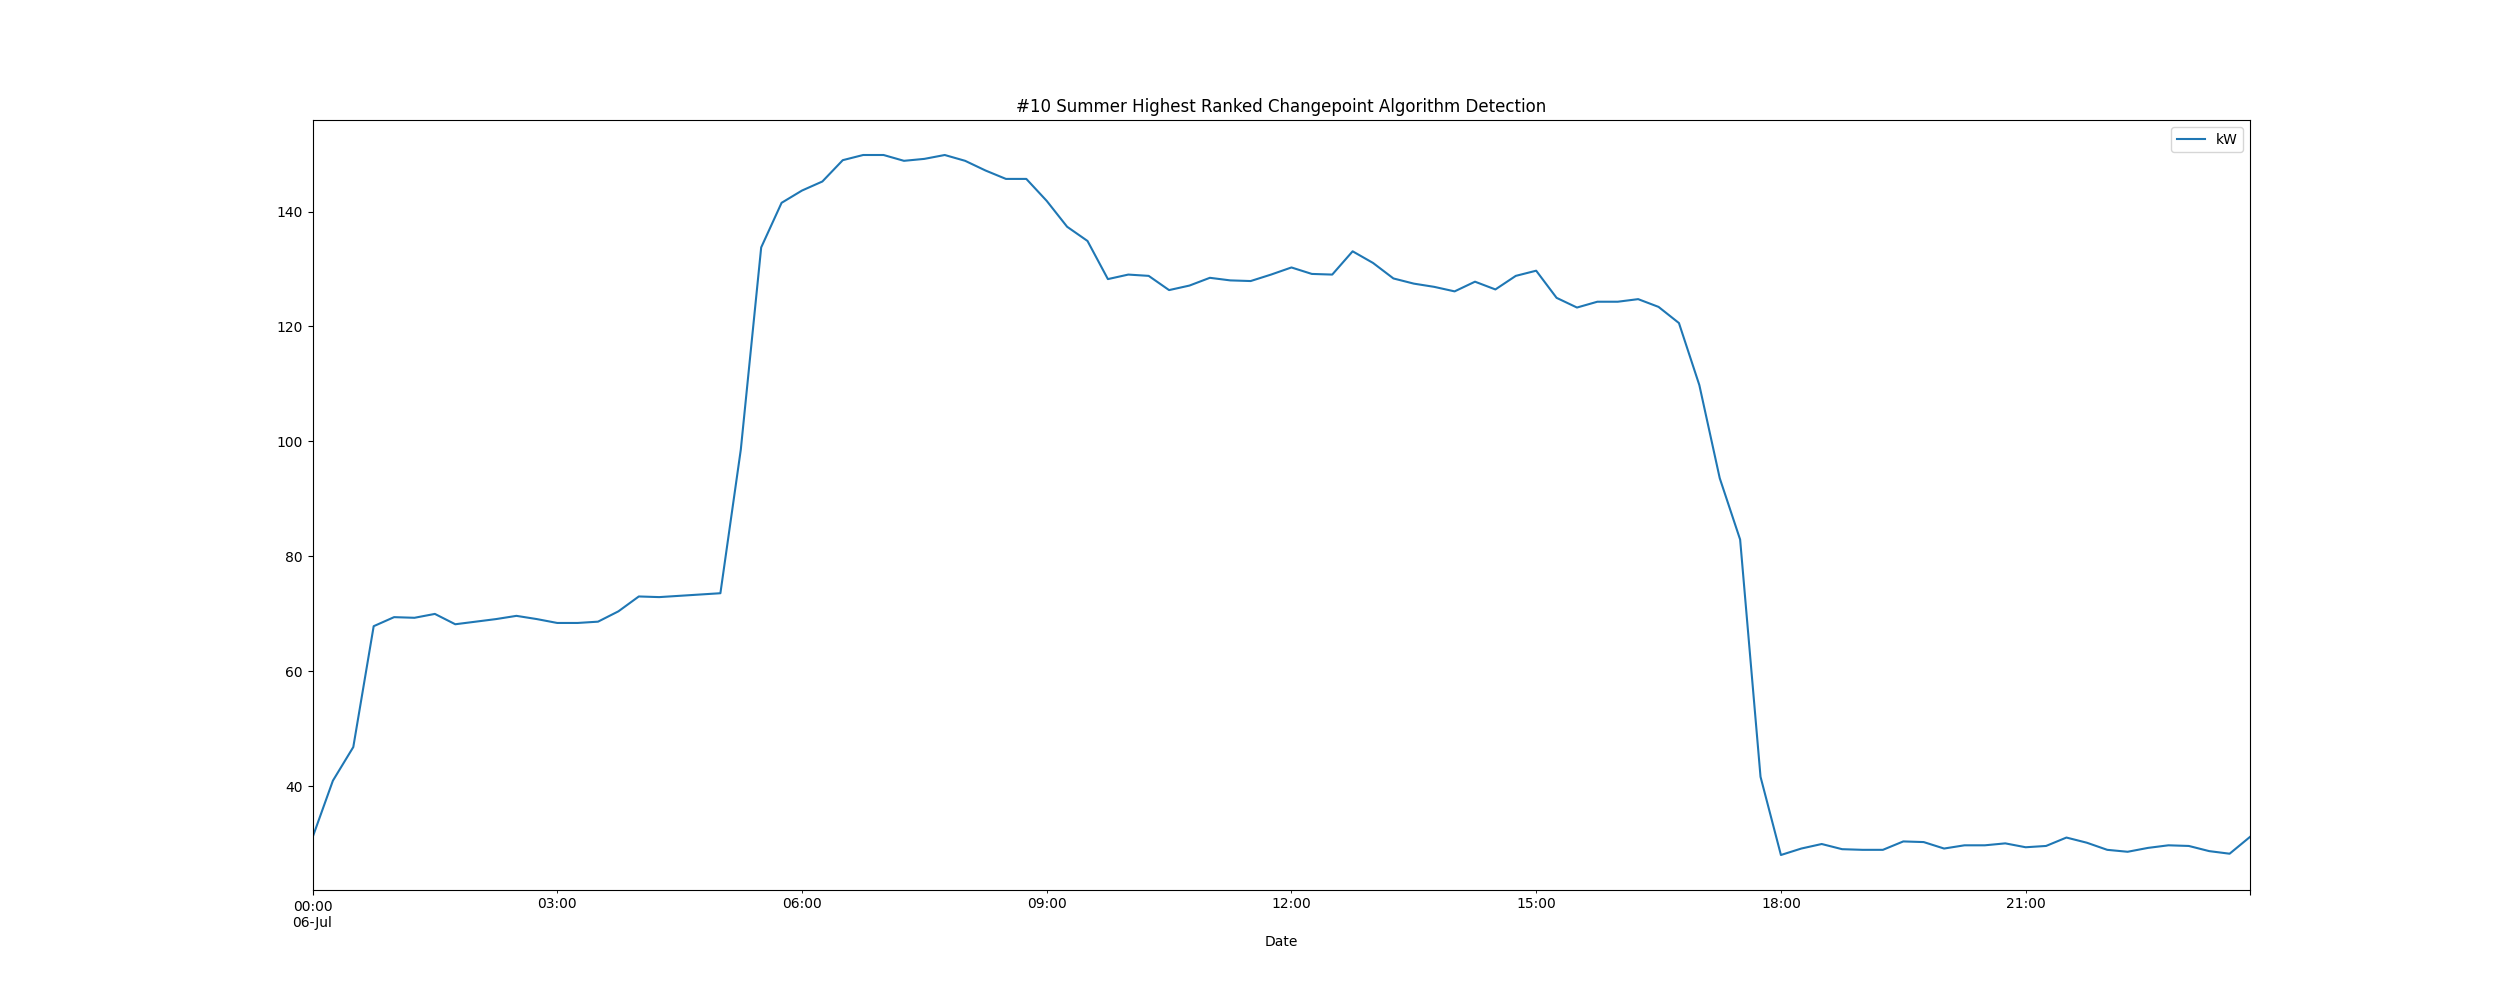 #10 Summer Highest Ranked Changepoint Algorithm Detection
kW
140
120
100
80
60
40
00:00 03:00 06:00 09:00 12:00 15:00 18:00 21:00
06-Jul
Date